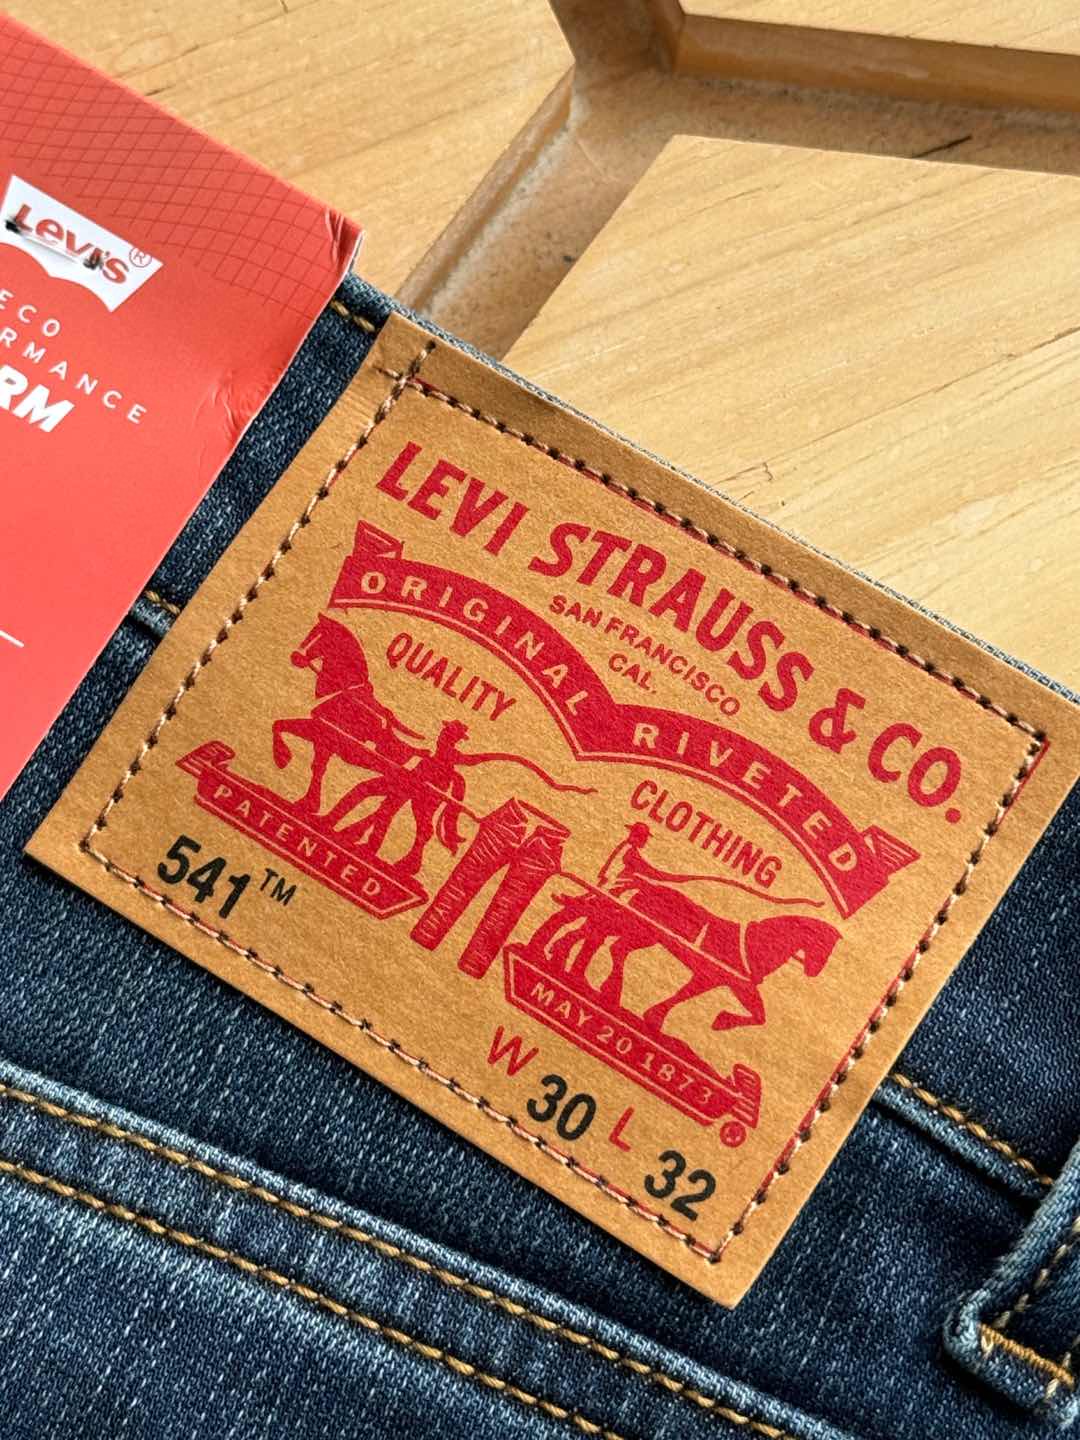 Levi's®
ECO
RMANCE
RM
LEVI STRAUSS & CO.
SAN FRANCISCO
CAL.
ORIGINAL RIVETED
QUALITY
CLOTHING
PATENTED
MAY 20 1873
®
541™
W 30 L 32